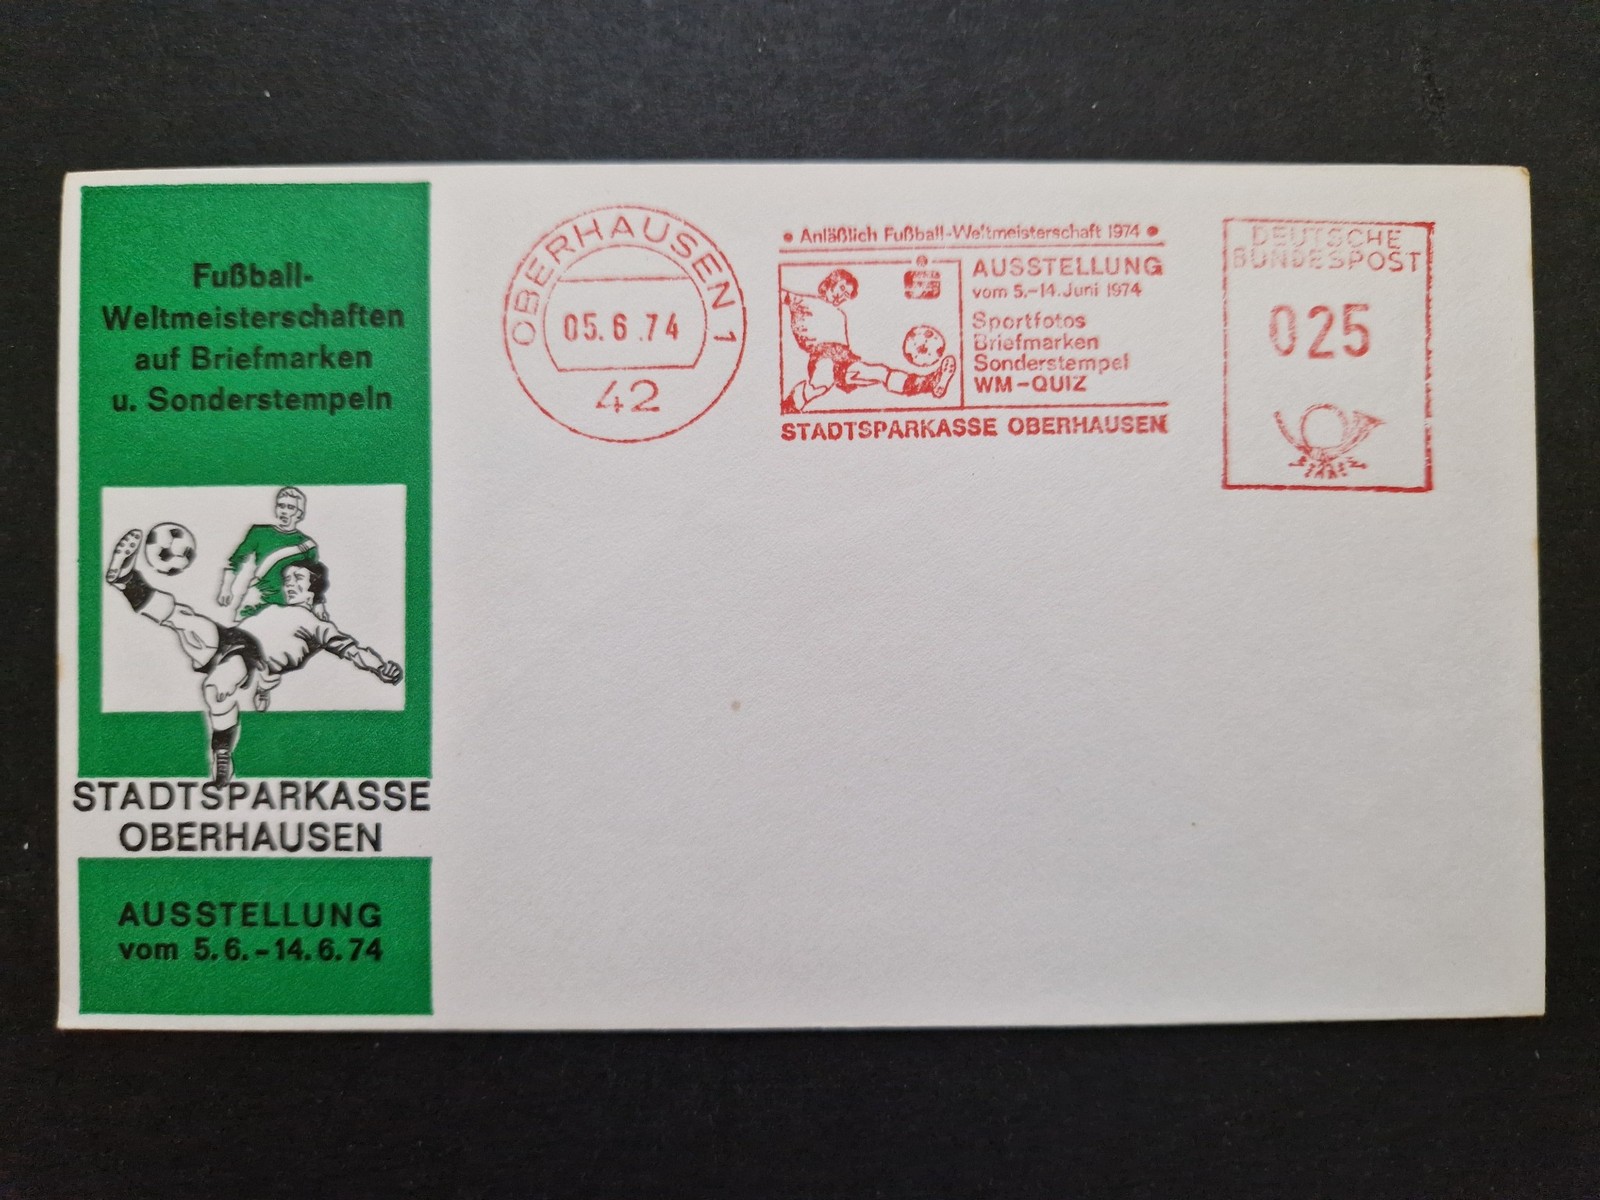 Fußball-
Weltmeisterschaften
auf Briefmarken
u. Sonderstempeln
STADTSPARKASSE
OBERHAUSEN
AUSSTELLUNG
vom 5.6.-14.6.74
OBERHAUSEN 1
05.6.74
42
• Anläßlich Fußball-Weltmeisterschaft 1974 •
AUSSTELLUNG
vom 5.-14. Juni 1974
Sportfotos
Briefmarken
Sonderstempel
WM-QUIZ
STADTSPARKASSE OBERHAUSEN
DEUTSCHE
BUNDESPOST
025